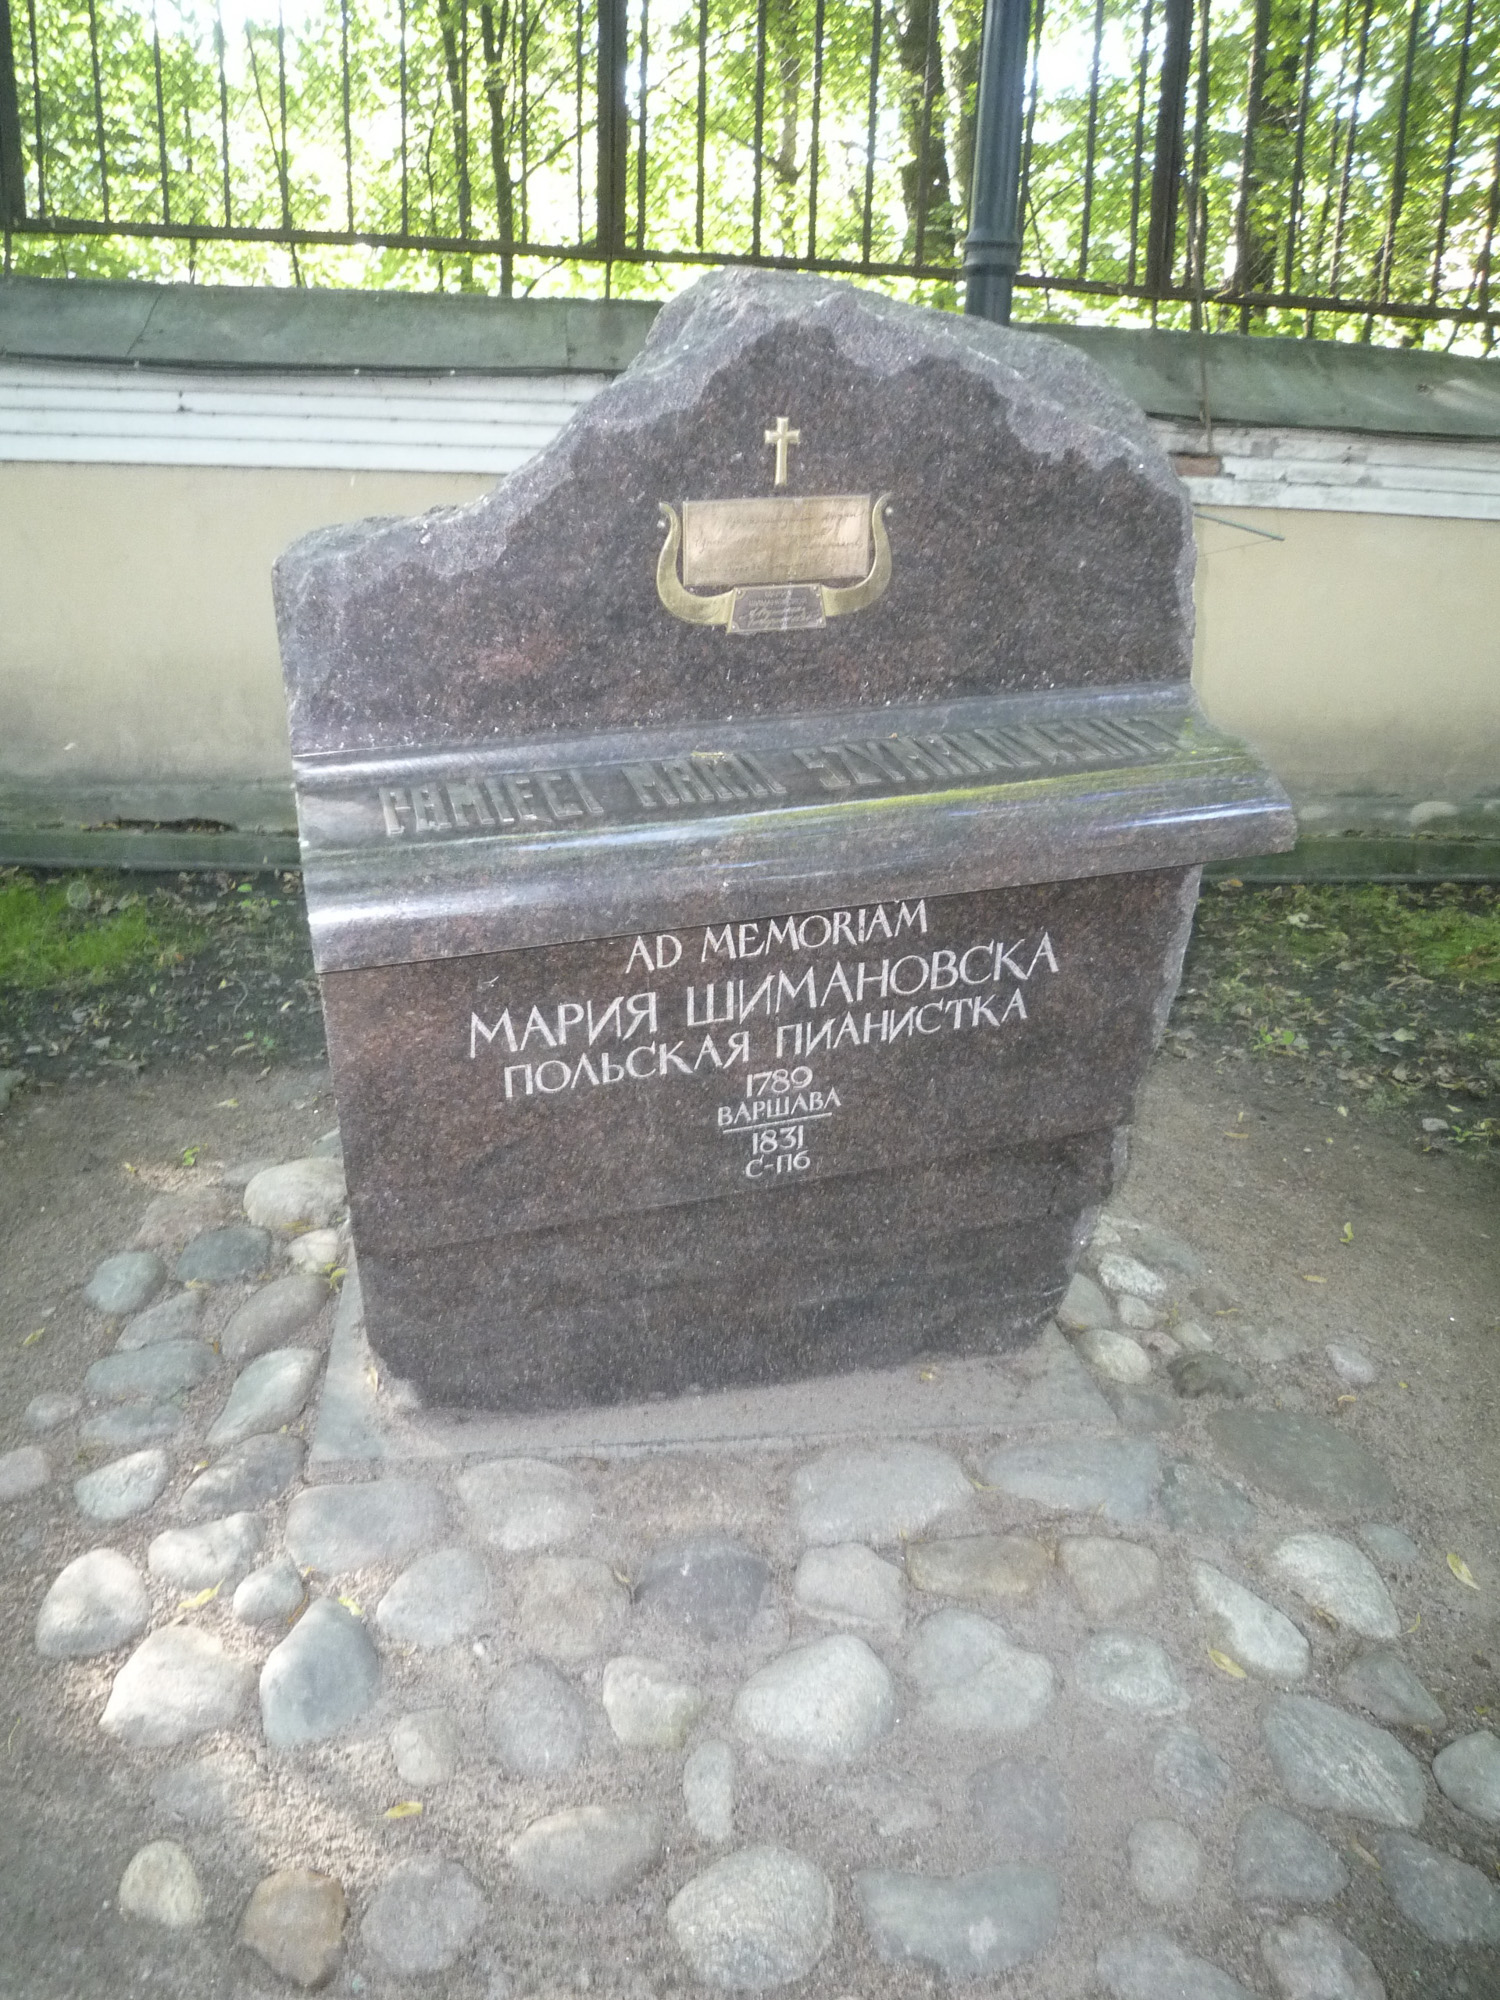 PAMIĘCI MARII SZYMANOWSKIEJ
AD MEMORIAM
МАРИЯ ШИМАНОВСКА
ПОЛЬСКАЯ ПИАНИСТКА
1789
ВАРШАВА
1831
С-Пб